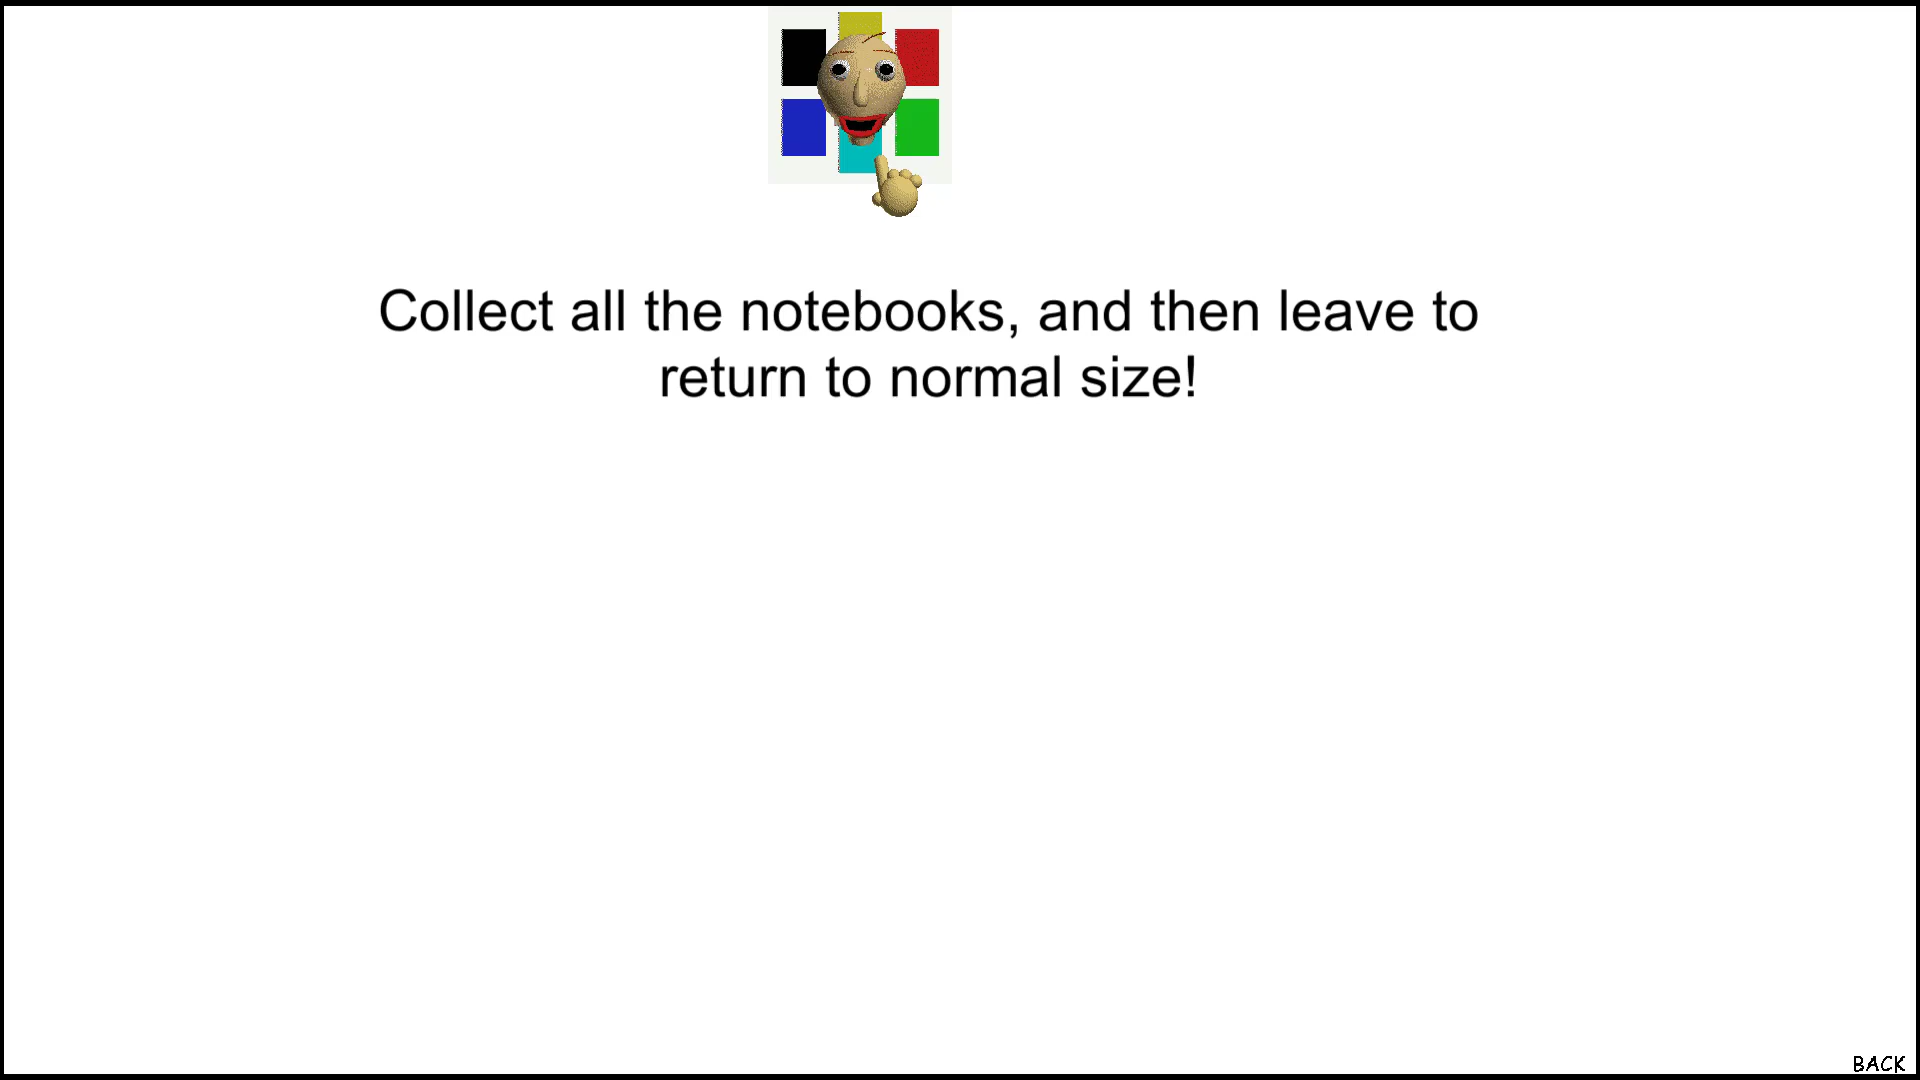 Collect all the notebooks, and then leave to
return to normal size!
BACK